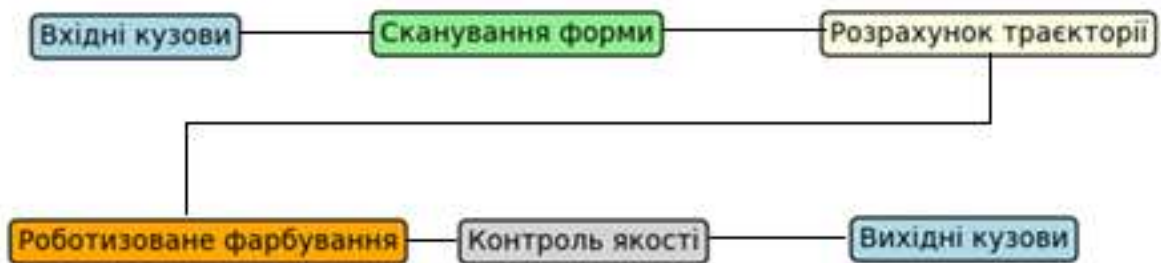 Вхідні кузови
Сканування форми
Розрахунок траєкторії
Роботизоване фарбування
Контроль якості
Вихідні кузови